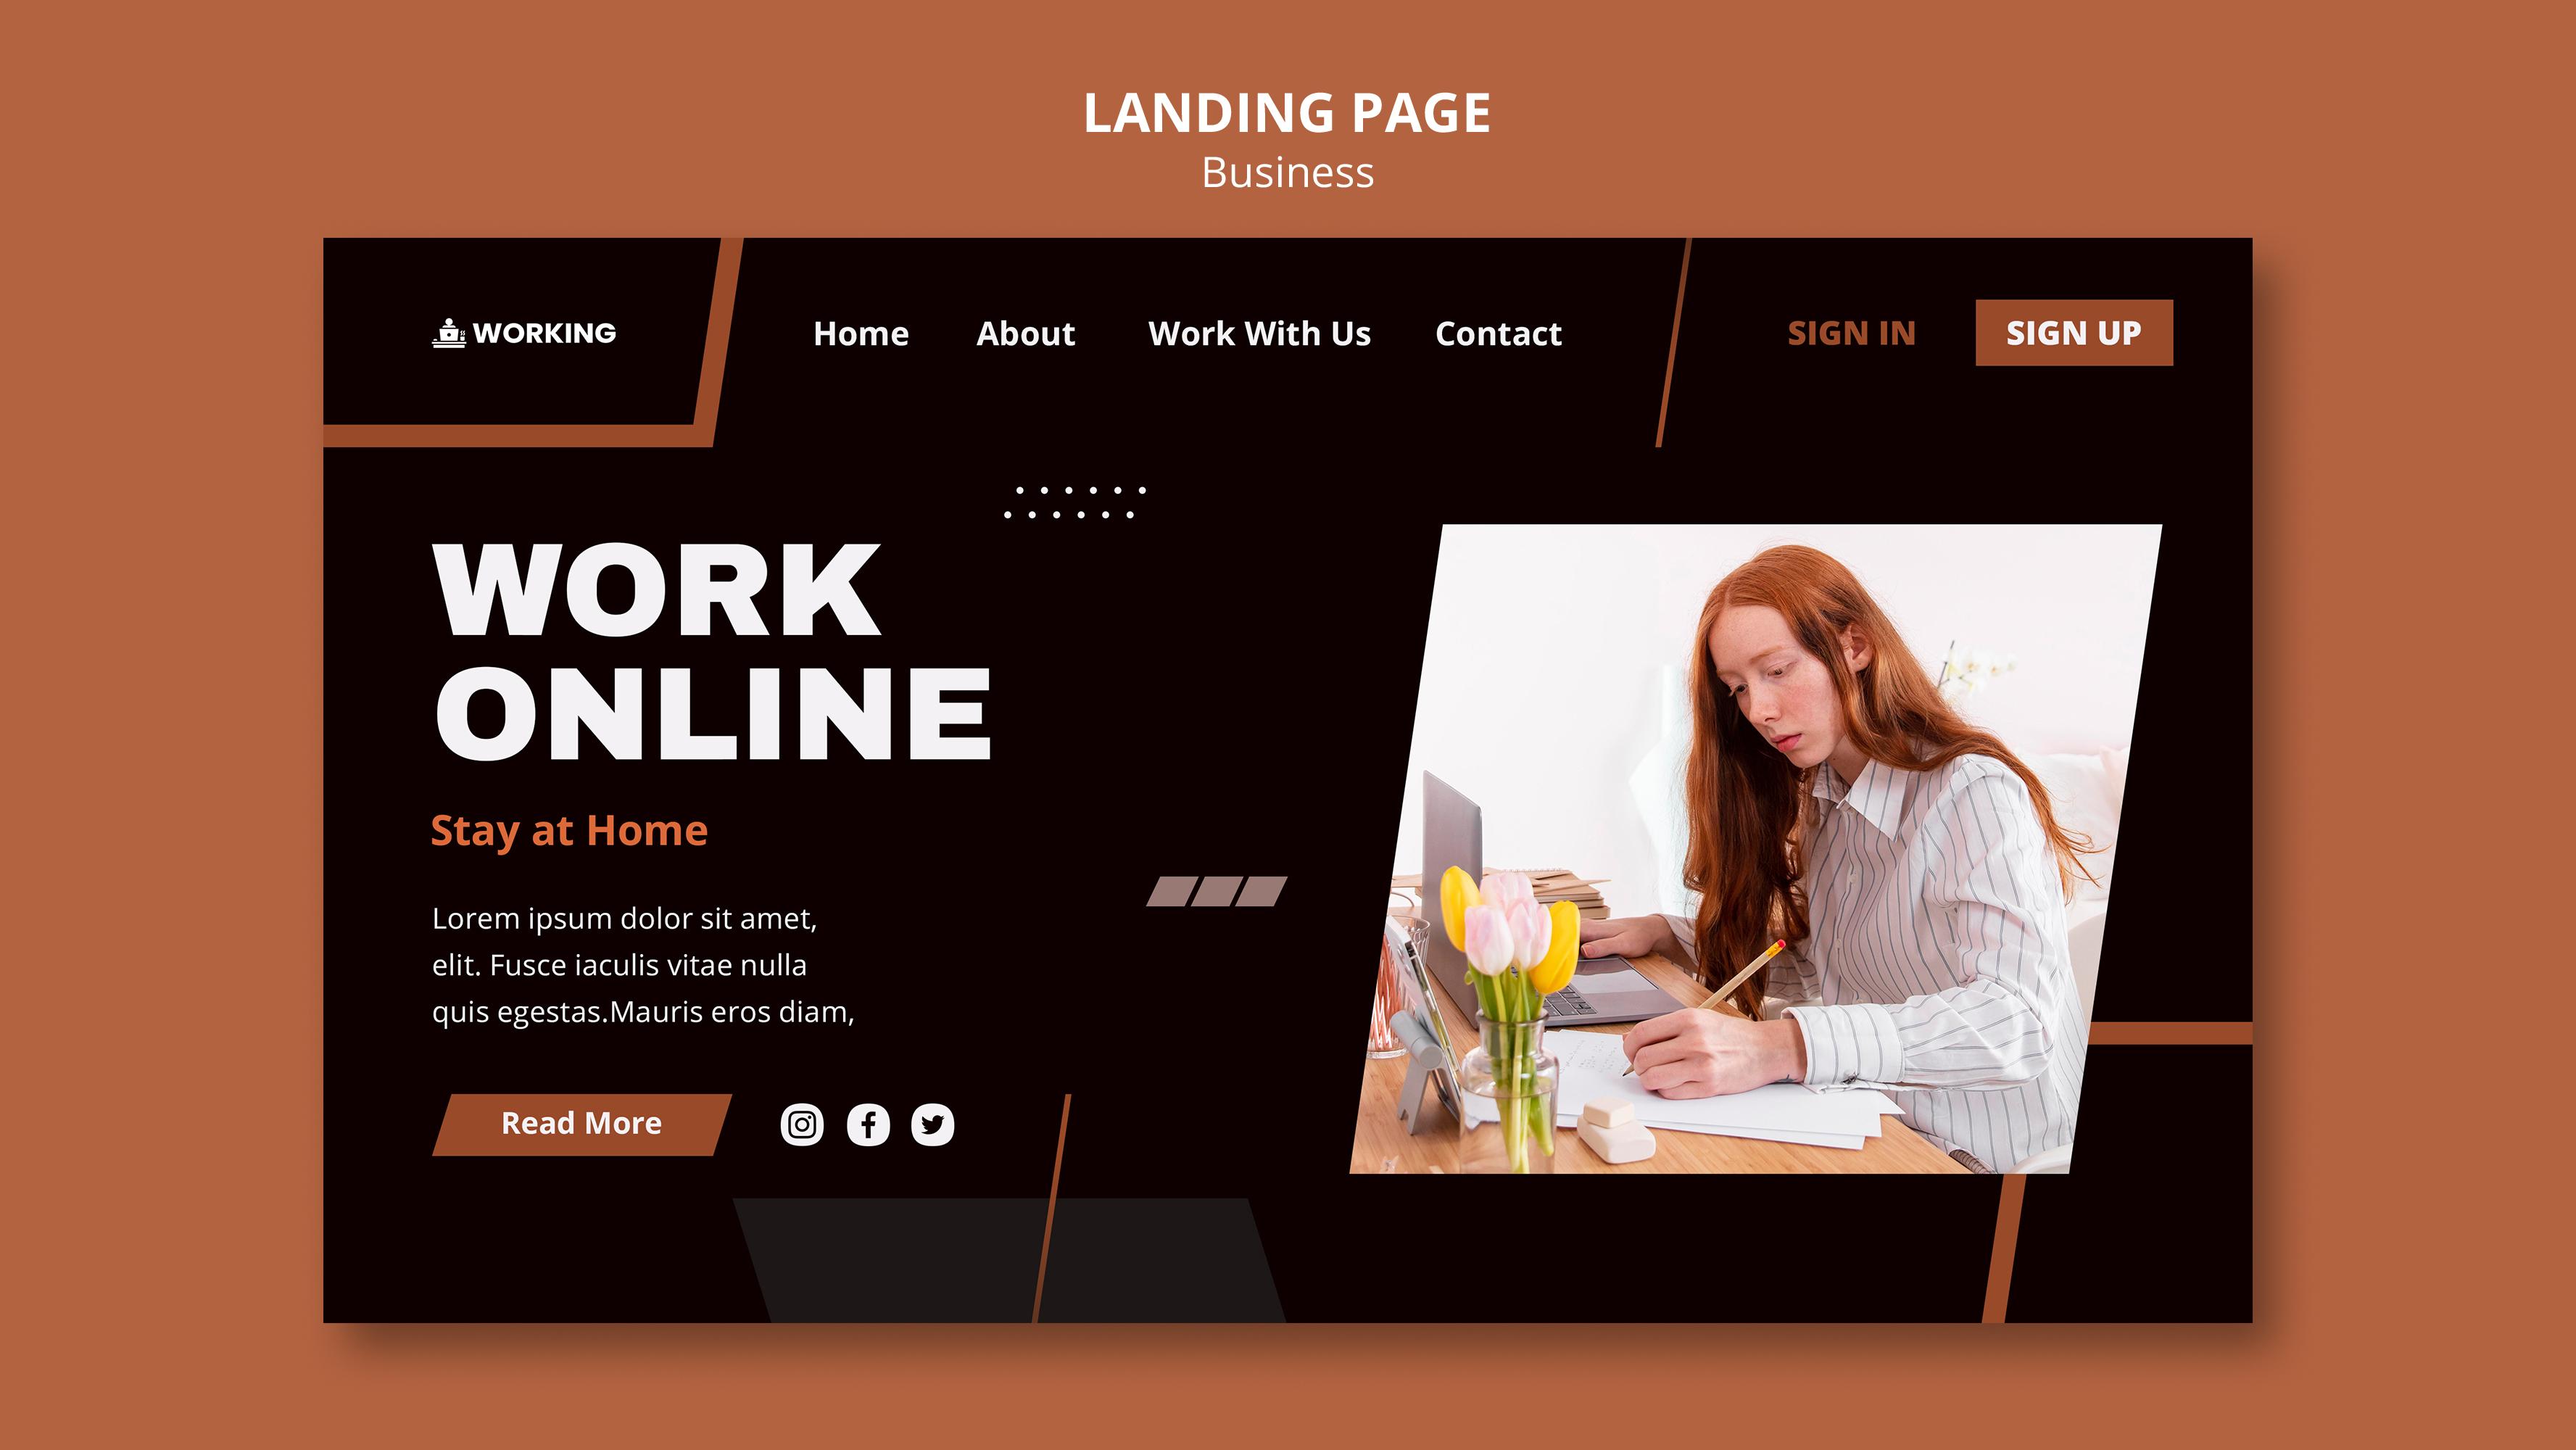 LANDING PAGE
Business
WORKING
Home About Work With Us Contact
SIGN IN SIGN UP
WORK
ONLINE
Stay at Home
Lorem ipsum dolor sit amet,
elit. Fusce iaculis vitae nulla
quis egestas.Mauris eros diam,
Read More